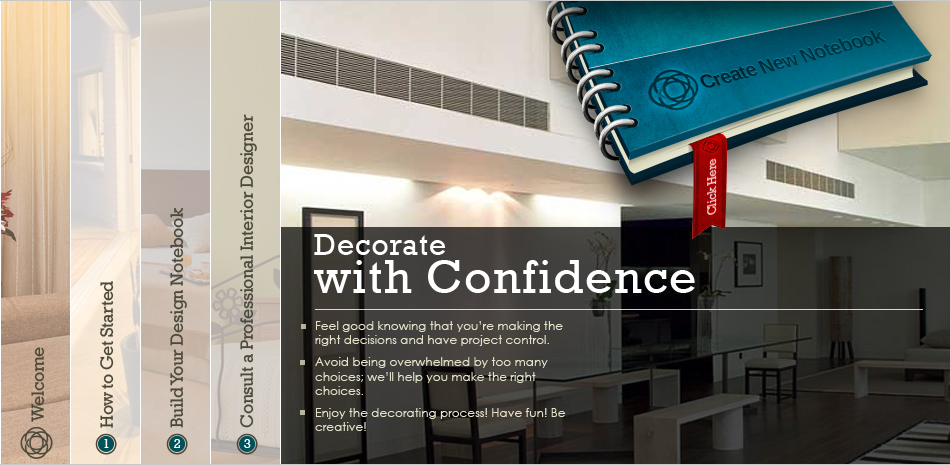 Welcome
1 How to Get Started
2 Build Your Design Notebook
3 Consult a Professional Interior Designer
Create New Notebook
Click Here
Decorate
with Confidence
Feel good knowing that you're making the
right decisions and have project control.
Avoid being overwhelmed by too many
choices; we'll help you make the right
choices.
Enjoy the decorating process! Have fun! Be
creative!